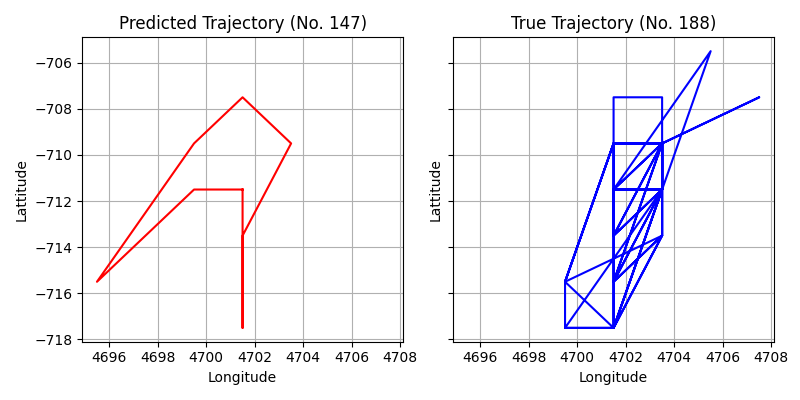 Predicted Trajectory (No. 147)
True Trajectory (No. 188)
−706
−708
−710
−712
−714
−716
−718
Lattitude
Lattitude
4696 4698 4700 4702 4704 4706 4708
4696 4698 4700 4702 4704 4706 4708
Longitude
Longitude